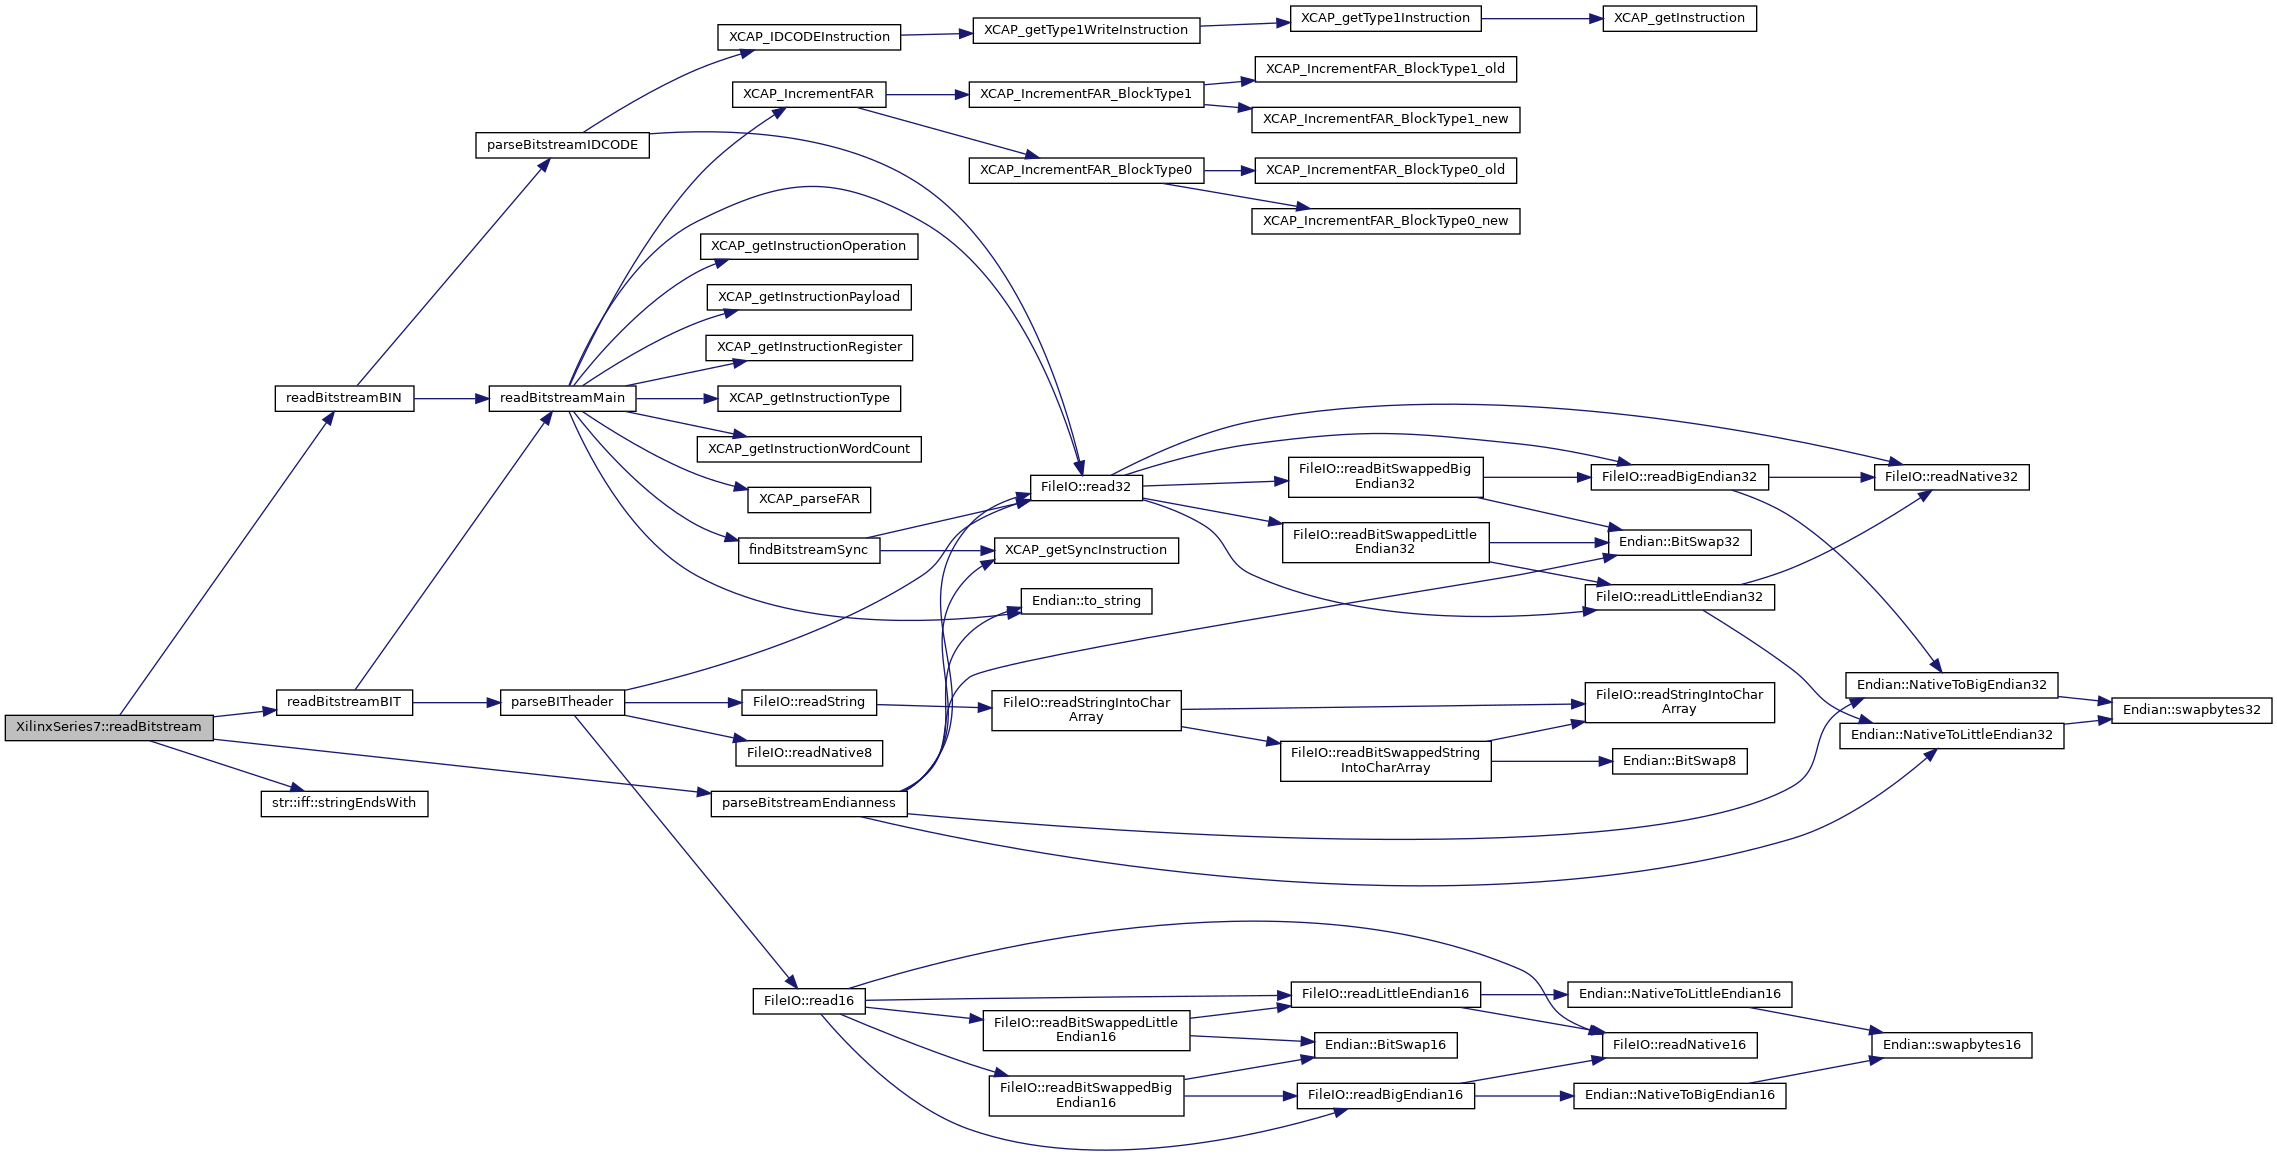 XCAP_IDCODEInstruction
XCAP_getType1WriteInstruction
XCAP_getType1Instruction
XCAP_getInstruction
XCAP_IncrementFAR
XCAP_IncrementFAR_BlockType1
XCAP_IncrementFAR_BlockType1_old
XCAP_IncrementFAR_BlockType1_new
parseBitstreamIDCODE
XCAP_IncrementFAR_BlockType0
XCAP_IncrementFAR_BlockType0_old
XCAP_IncrementFAR_BlockType0_new
XCAP_getInstructionOperation
XCAP_getInstructionPayload
XCAP_getInstructionRegister
readBitstreamBIN
readBitstreamMain
XCAP_getInstructionType
XCAP_getInstructionWordCount
XCAP_parseFAR
findBitstreamSync
FileIO::read32
XCAP_getSyncInstruction
Endian::to_string
FileIO::readBitSwappedBig
Endian32
FileIO::readBitSwappedLittle
Endian32
FileIO::readBigEndian32
FileIO::readNative32
Endian::BitSwap32
FileIO::readLittleEndian32
Endian::NativeToBigEndian32
Endian::NativeToLittleEndian32
Endian::swapbytes32
XilinxSeries7::readBitstream
readBitstreamBIT
str::iff::stringEndsWith
parseBITheader
FileIO::readString
FileIO::readNative8
parseBitstreamEndianness
FileIO::readStringIntoChar
Array
FileIO::readBitSwappedString
IntoCharArray
FileIO::readStringIntoChar
Array
Endian::BitSwap8
FileIO::read16
FileIO::readBitSwappedLittle
Endian16
FileIO::readBitSwappedBig
Endian16
FileIO::readLittleEndian16
Endian::BitSwap16
FileIO::readBigEndian16
Endian::NativeToLittleEndian16
FileIO::readNative16
Endian::NativeToBigEndian16
Endian::swapbytes16